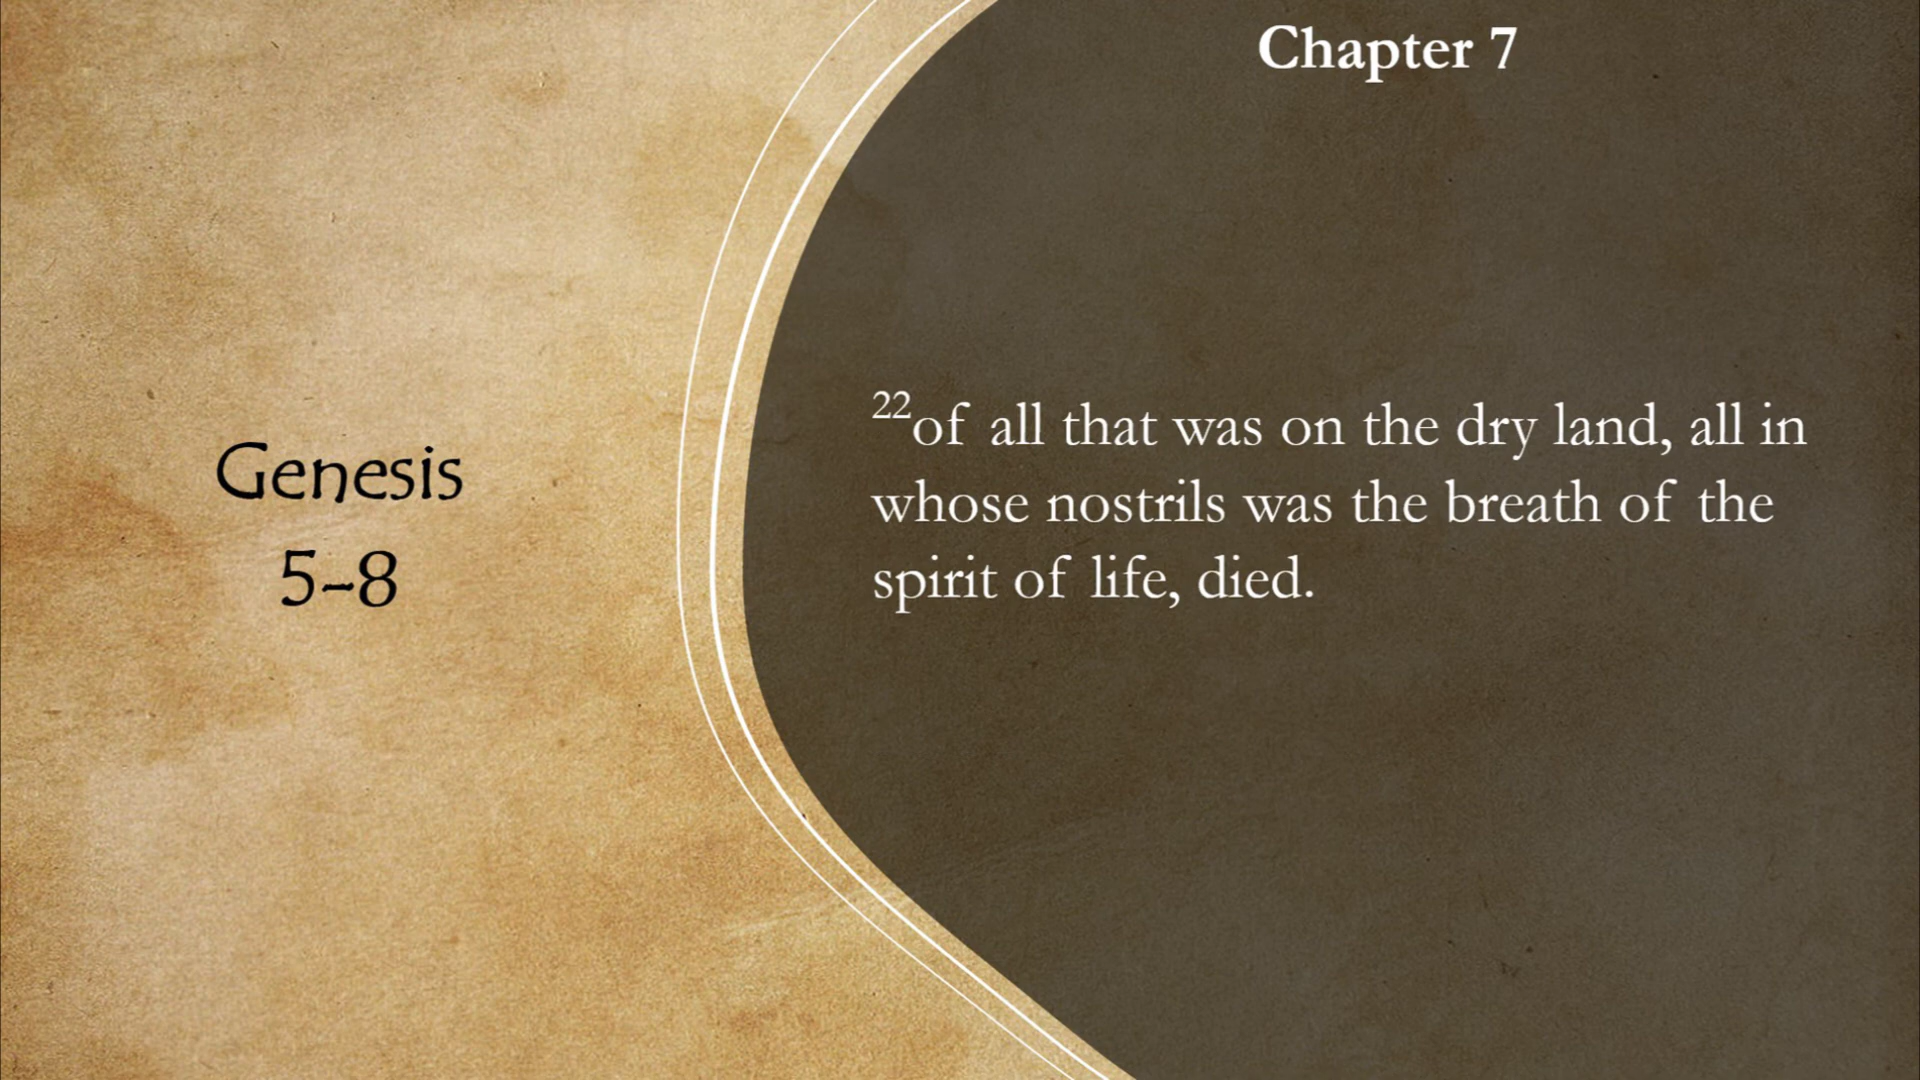 Chapter 7
Genesis
5-8
22of all that was on the dry land, all in
whose nostrils was the breath of the
spirit of life, died.